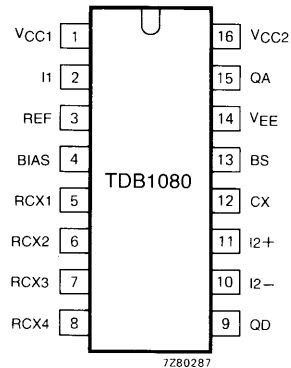 VCC1 1 16 VCC2
I1 2 15 QA
REF 3 14 VEE
BIAS 4 13 BS
TDB1080
RCX1 5 12 CX
RCX2 6 11 I2+
RCX3 7 10 I2−
RCX4 8 9 QD
7Z80287